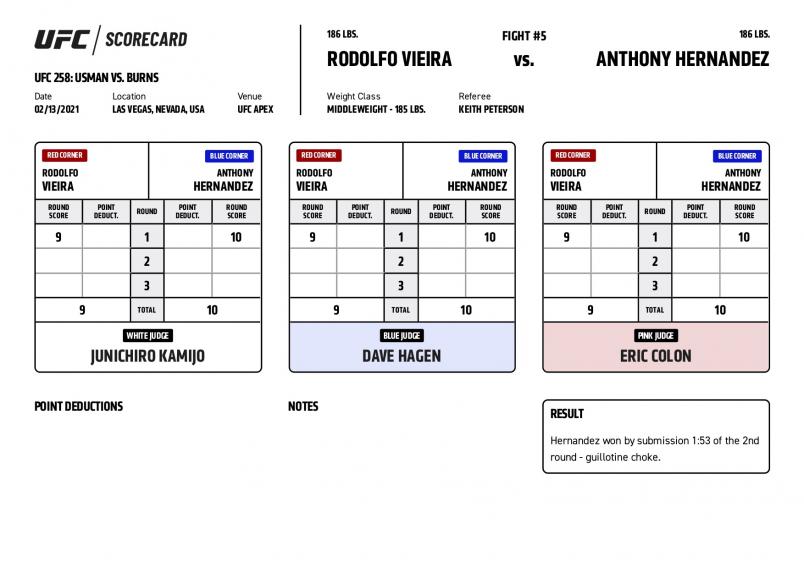 UFC / SCORECARD
UFC 258: USMAN VS. BURNS
Date Location Venue
02/13/2021 LAS VEGAS, NEVADA, USA UFC APEX
186 LBS. FIGHT #5 186 LBS.
RODOLFO VIEIRA VS. ANTHONY HERNANDEZ
Weight Class Referee
MIDDLEWEIGHT - 185 LBS. KEITH PETERSON
RED CORNER BLUE CORNER
RODOLFO ANTHONY
VIEIRA HERNANDEZ
ROUND SCORE POINT DEDUCT. ROUND POINT DEDUCT. ROUND SCORE
9 1 10
2
3
9 TOTAL 10
WHITE JUDGE
JUNICHIRO KAMIJO
RED CORNER BLUE CORNER
RODOLFO ANTHONY
VIEIRA HERNANDEZ
ROUND SCORE POINT DEDUCT. ROUND POINT DEDUCT. ROUND SCORE
9 1 10
2
3
9 TOTAL 10
BLUE JUDGE
DAVE HAGEN
RED CORNER BLUE CORNER
RODOLFO ANTHONY
VIEIRA HERNANDEZ
ROUND SCORE POINT DEDUCT. ROUND POINT DEDUCT. ROUND SCORE
9 1 10
2
3
9 TOTAL 10
PINK JUDGE
ERIC COLON
POINT DEDUCTIONS
NOTES
RESULT
Hernandez won by submission 1:53 of the 2nd
round - guillotine choke.